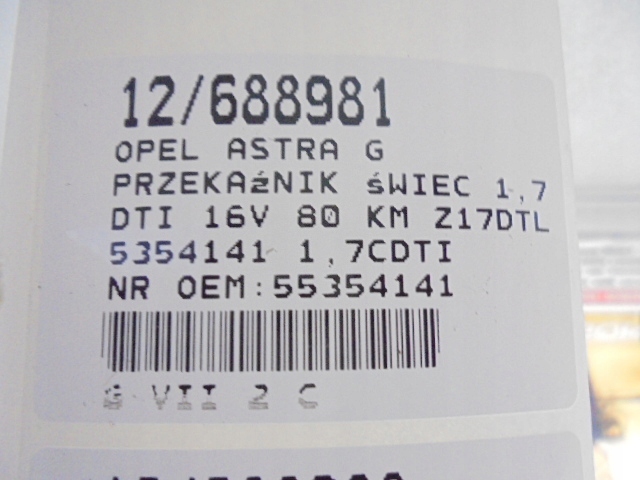 12/688981
OPEL ASTRA G
PRZEKAźNIK śWIEC 1,7
DTI 16V 80 KM Z17DTL
5354141 1,7CDTI
NR OEM:55354141
G VII 2 C